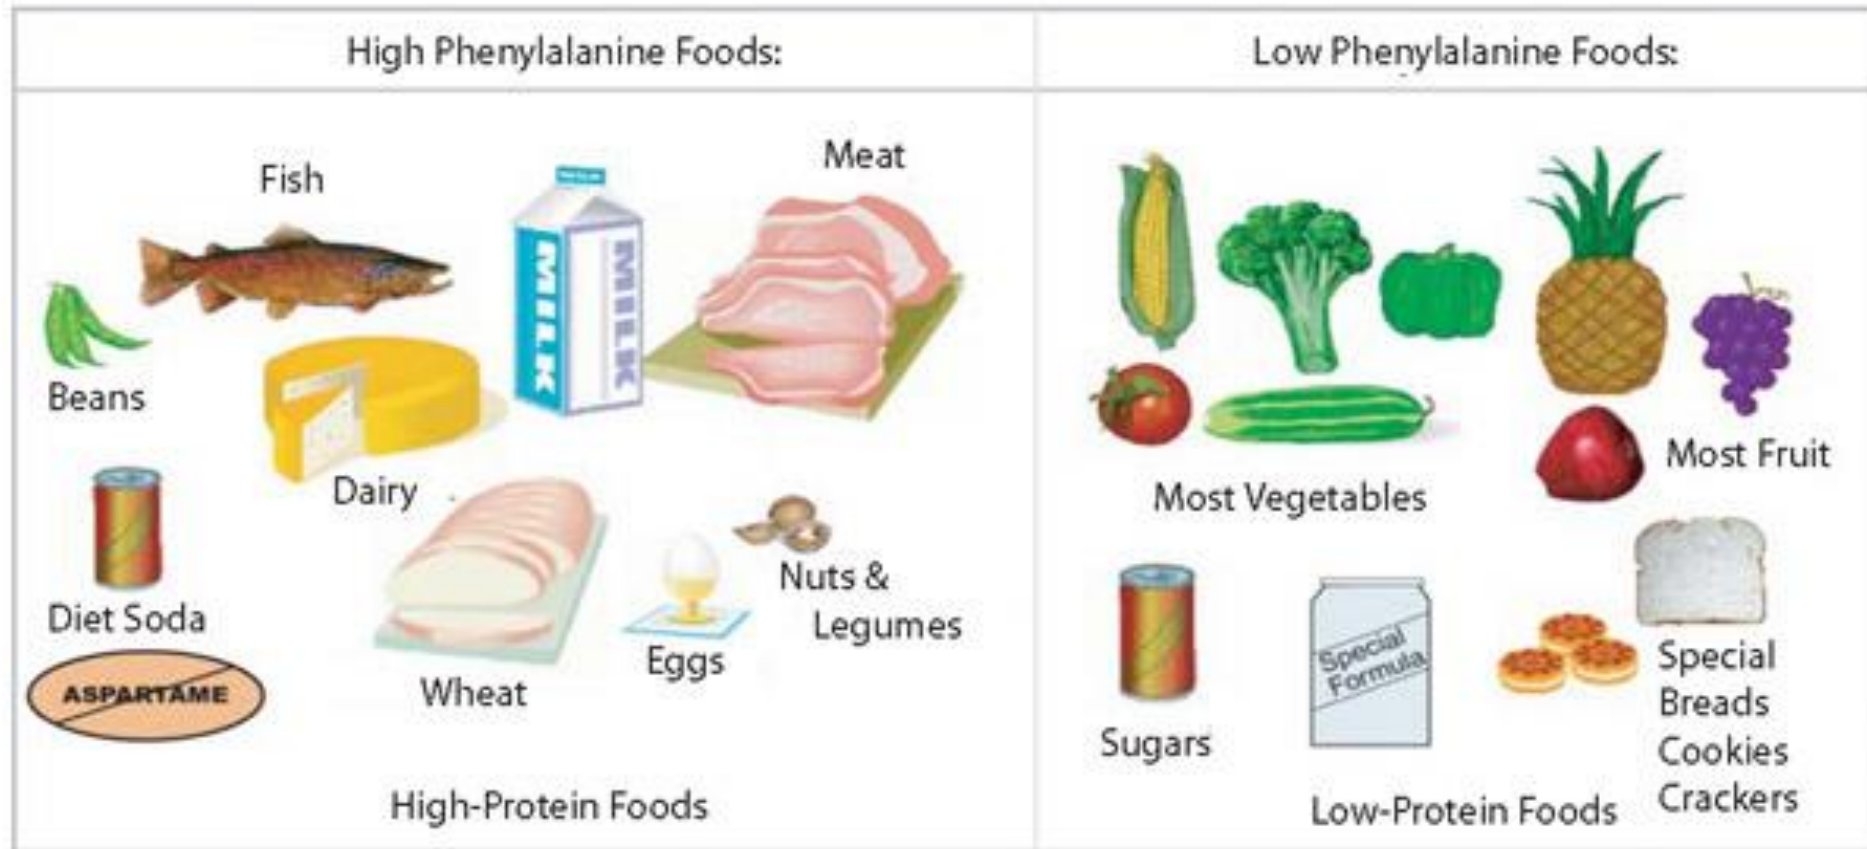 High Phenylalanine Foods:
Low Phenylalanine Foods:
Fish
MILK
MILK
Meat
Beans
Dairy
Diet Soda
ASPARTAME
Wheat
Eggs
Nuts &
Legumes
High-Protein Foods
Most Vegetables
Most Fruit
Sugars
Special
Formula
Special
Breads
Cookies
Crackers
Low-Protein Foods